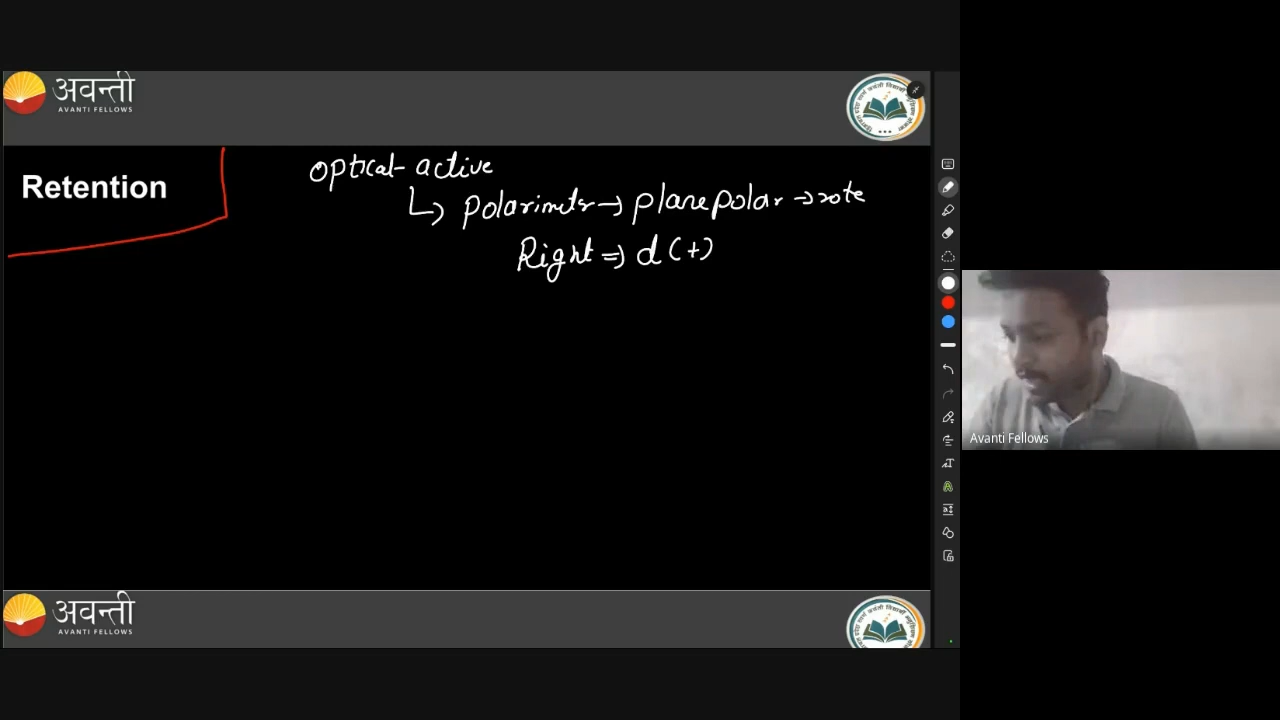 अवन्ती
AVANTI FELLOWS
Retention
optical-active
↳ polarimeter → plane polar → rote
Right ⇒ d (+)
Avanti Fellows
अवन्ती
AVANTI FELLOWS